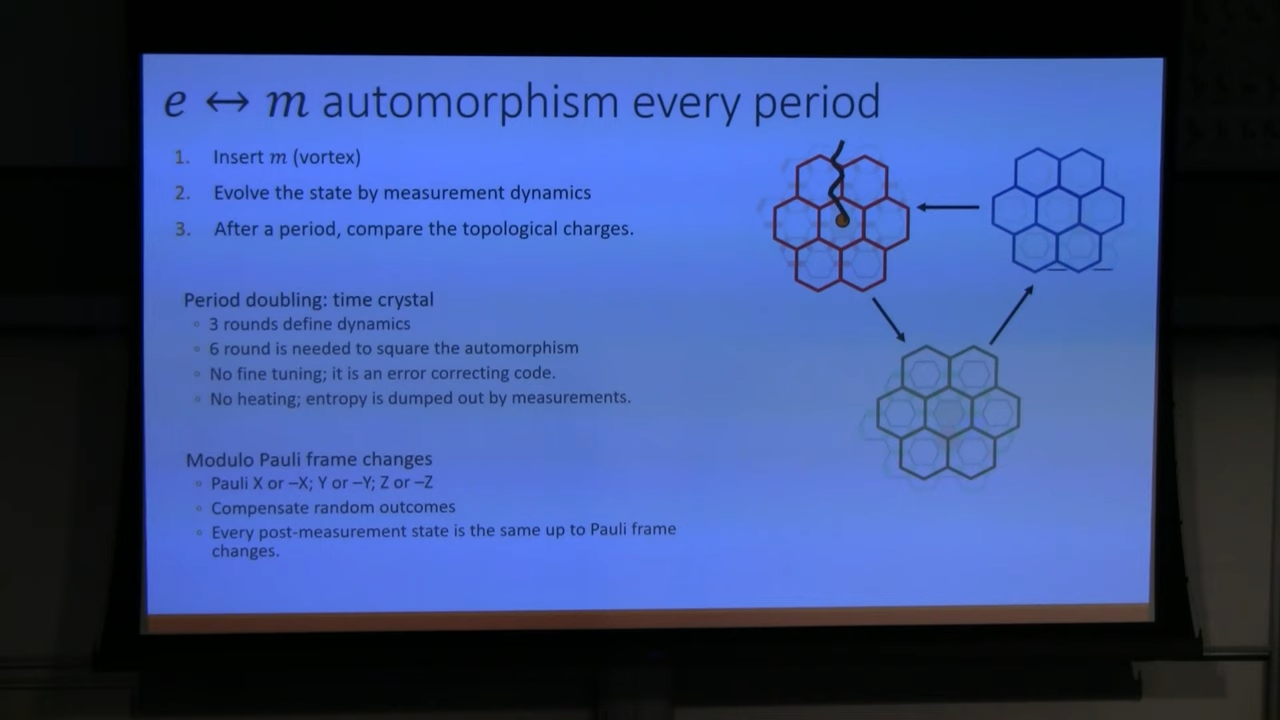 e ↔ m automorphism every period
1. Insert m (vortex)
2. Evolve the state by measurement dynamics
3. After a period, compare the topological charges.
Period doubling: time crystal
◦ 3 rounds define dynamics
◦ 6 round is needed to square the automorphism
◦ No fine tuning; it is an error correcting code.
◦ No heating; entropy is dumped out by measurements.
Modulo Pauli frame changes
◦ Pauli X or –X; Y or –Y; Z or –Z
◦ Compensate random outcomes
◦ Every post-measurement state is the same up to Pauli frame
changes.